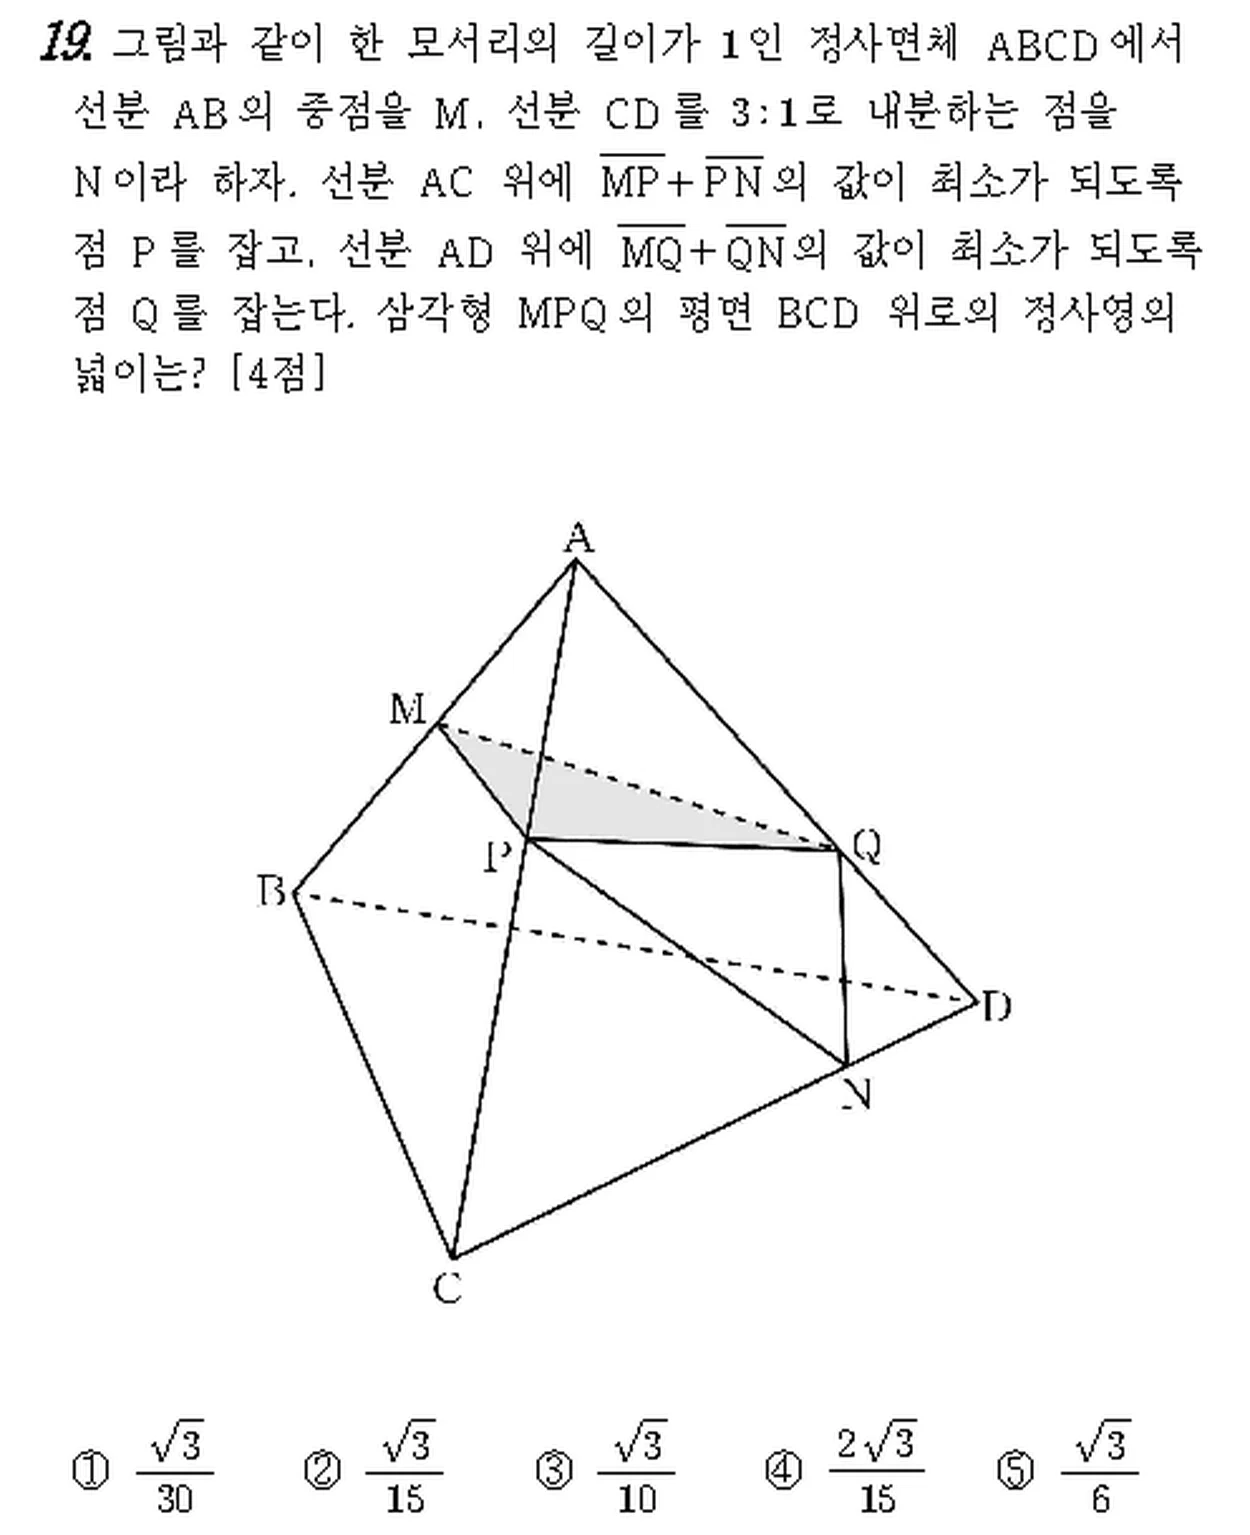 19. 그림과 같이 한 모서리의 길이가 1인 정사면체 ABCD에서
선분 AB의 중점을 M, 선분 CD를 3:1로 내분하는 점을
N이라 하자. 선분 AC 위에 MP+PN의 값이 최소가 되도록
점 P를 잡고, 선분 AD 위에 MQ+QN의 값이 최소가 되도록
점 Q를 잡는다. 삼각형 MPQ의 평면 BCD 위로의 정사영의
넓이는? [4점]
A
M
P
Q
B
D
N
C
① √3/30 ② √3/15 ③ √3/10 ④ 2√3/15 ⑤ √3/6